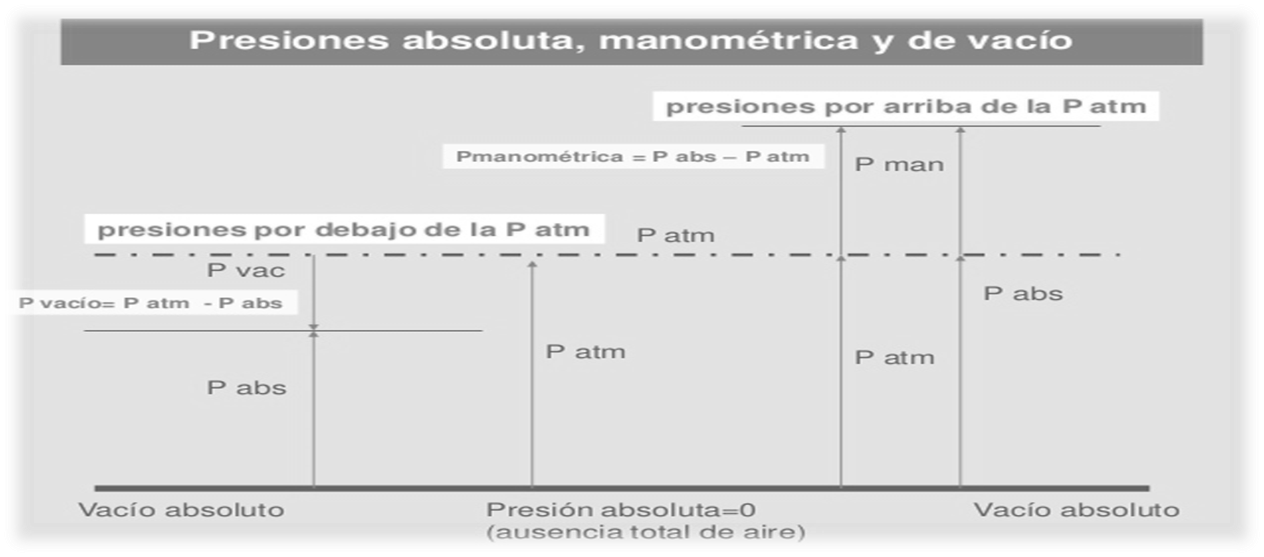 Presiones absoluta, manométrica y de vacío
presiones por arriba de la P atm
Pmanométrica = P abs – P atm
P man
presiones por debajo de la P atm
P atm
P vac
P vacío= P atm - P abs
P abs
P atm
P atm
P abs
Vacío absoluto
Presión absoluta=0
(ausencia total de aire)
Vacío absoluto